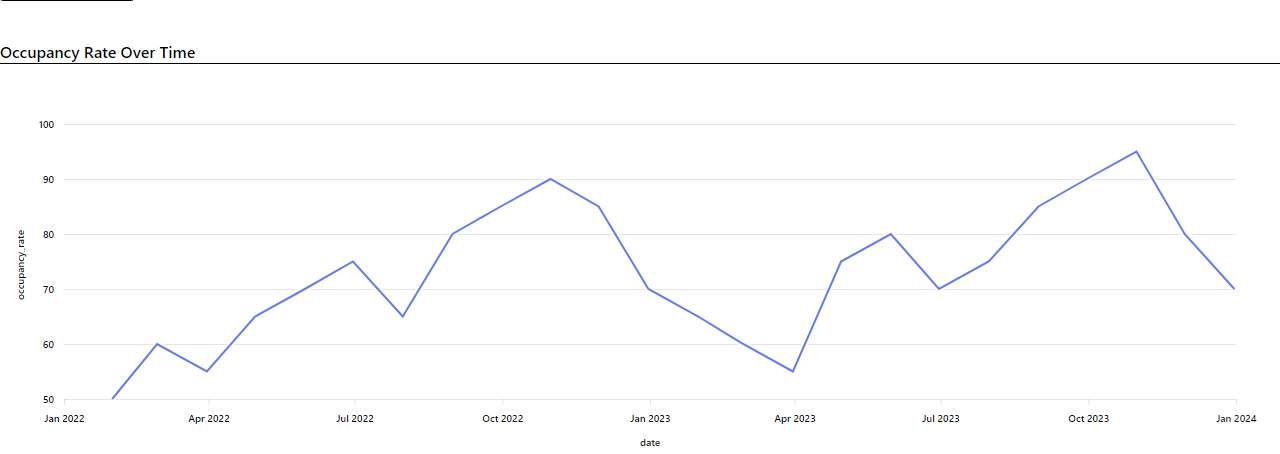 Occupancy Rate Over Time
100
90
80
70
60
50
occupancy_rate
Jan 2022 Apr 2022 Jul 2022 Oct 2022 Jan 2023 Apr 2023 Jul 2023 Oct 2023 Jan 2024
date